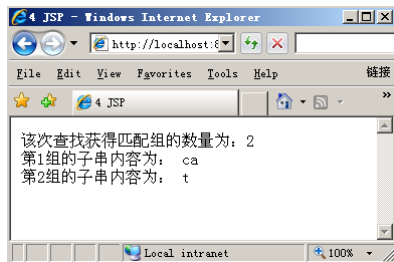 4 JSP - Windows Internet Explorer
http://localhost:8
File Edit View Favorites Tools Help 链接
4 JSP
»
该次查找获得匹配组的数量为：2
第1组的子串内容为： ca
第2组的子串内容为： t
Local intranet 100%